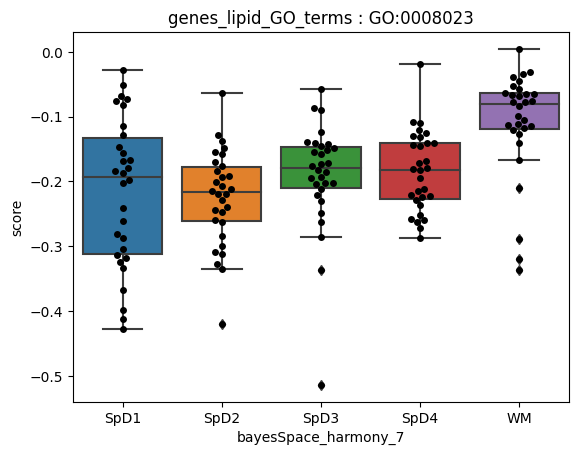 genes_lipid_GO_terms : GO:0008023
0.0
−0.1
−0.2
−0.3
−0.4
−0.5
score
SpD1 SpD2 SpD3 SpD4 WM
bayesSpace_harmony_7